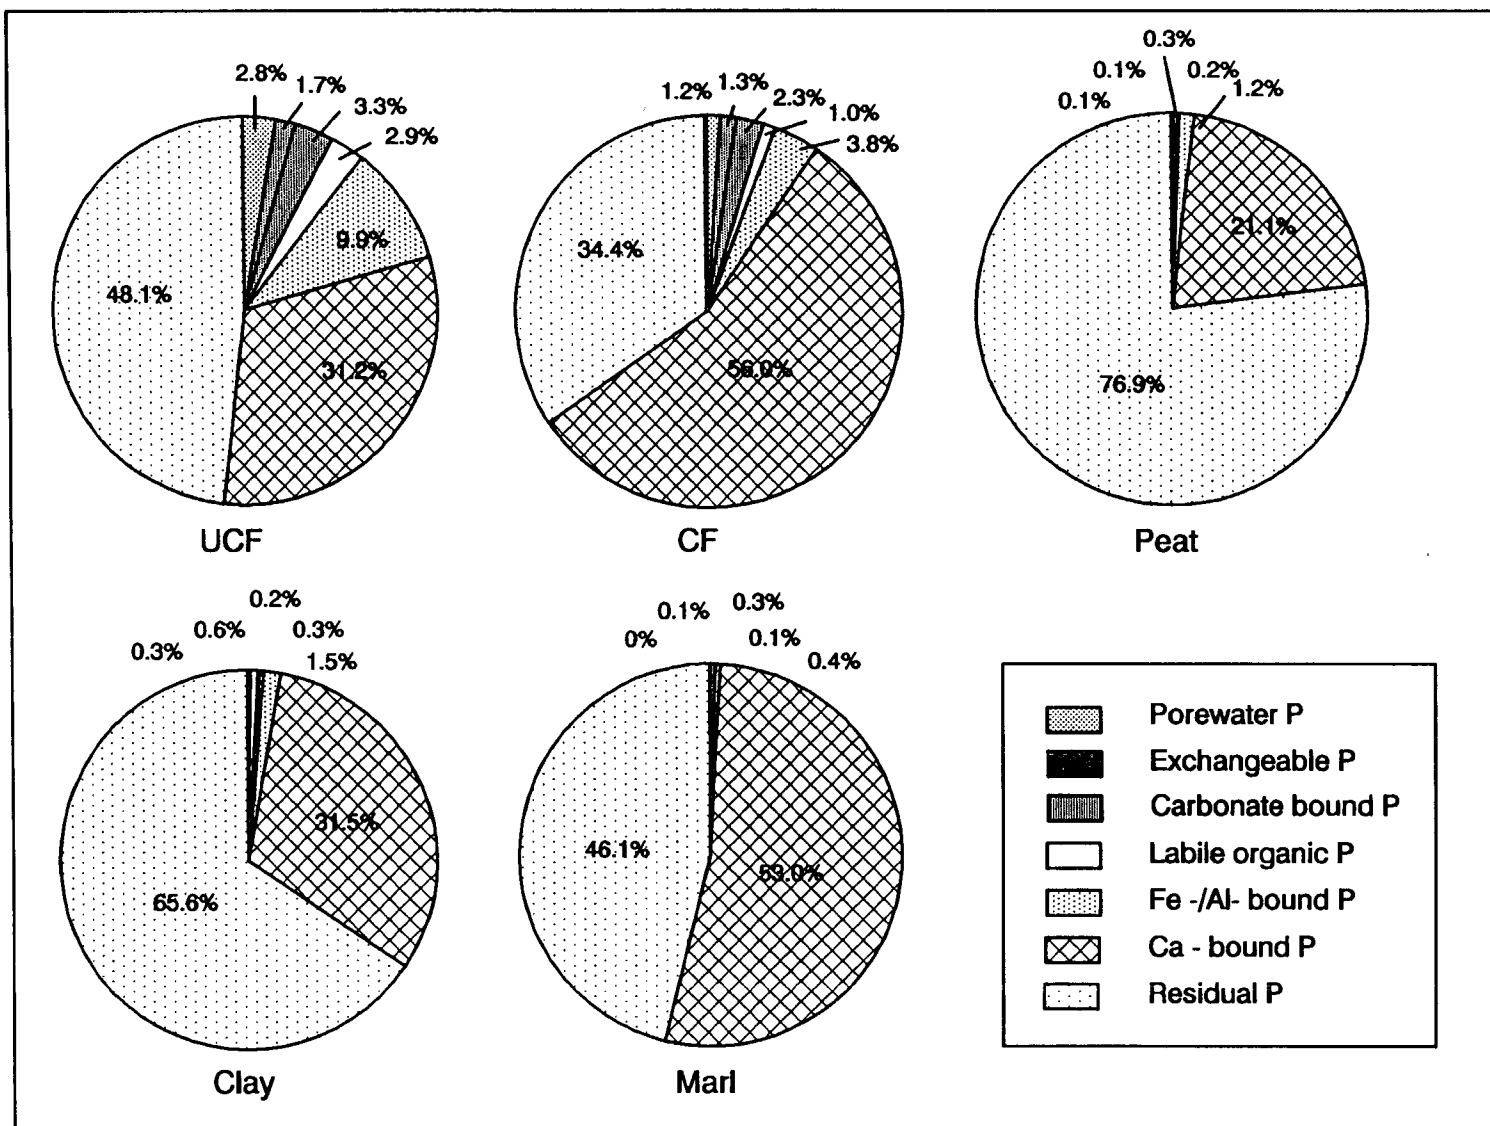 2.8%
1.7%
3.3%
2.9%
9.9%
31.2%
48.1%
UCF
1.2%
1.3%
2.3%
1.0%
3.8%
56.0%
34.4%
CF
0.1%
0.1%
0.3%
0.2%
1.2%
21.1%
76.9%
Peat
0.3%
0.6%
0.2%
0.3%
1.5%
31.5%
65.6%
Clay
0%
0.1%
0.3%
0.1%
0.4%
53.0%
46.1%
Marl
Porewater P
Exchangeable P
Carbonate bound P
Labile organic P
Fe -/Al- bound P
Ca - bound P
Residual P